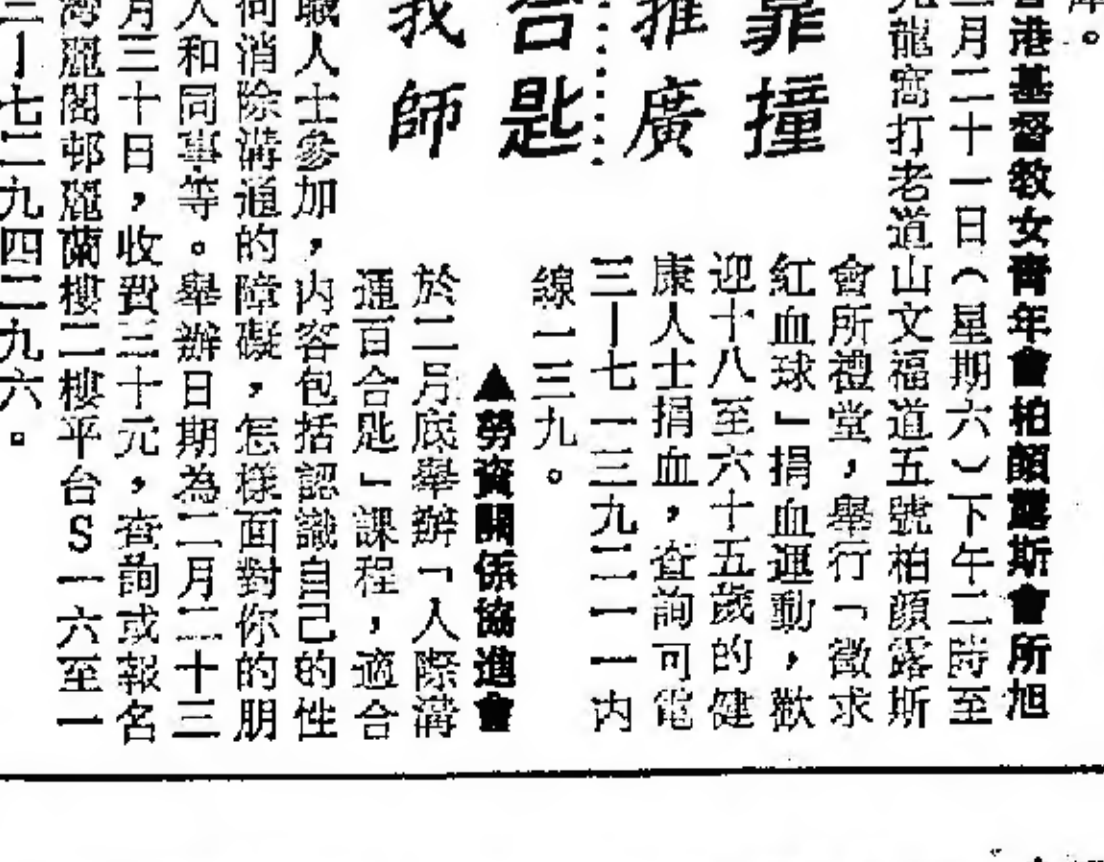 靠撞
推廣
合匙
我師
港基督教女青年會柏顏露斯會所旭
二月二十一日(星期六)下午二時至
九龍窩打老道山文福道五號柏顏露斯
會所禮堂,舉行「徵求
紅血球」捐血運動,歡
迎十八至六十五歲的健
康人士捐血,查詢可電
三|七一三九二一一内
線一三九。
▲勞資關係協進會
於二月底舉辦「人際溝
通百合匙」課程,適合
職人士參加,內容包括認識自己的性
何消除溝通的障礙,怎樣面對你的朋
人和同事等。舉辦日期為二月二十三
月三十日,收費三十元,查詢或報名
灣麗閣邨麗蘭樓二樓平台S一六至一
三|七二九四二九六。